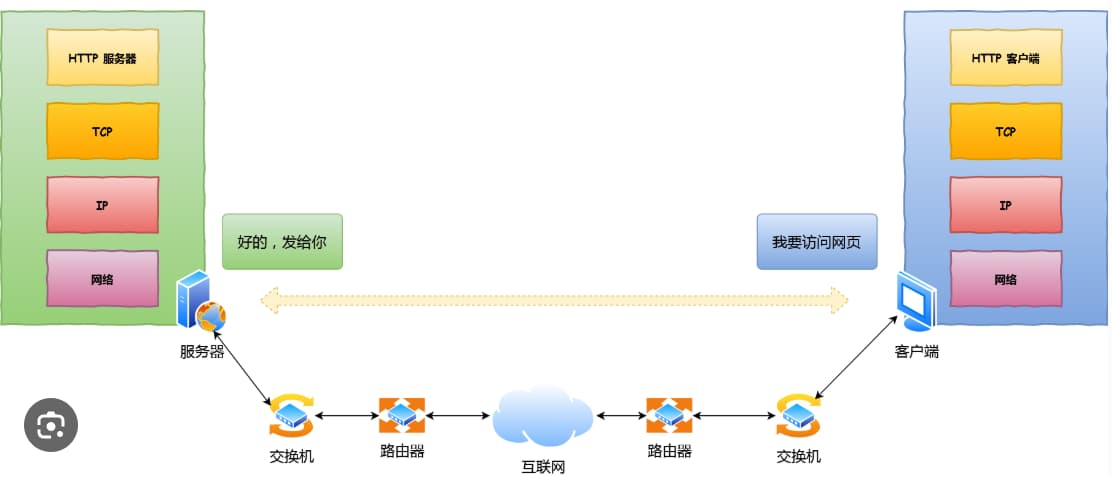 HTTP 服务器
TCP
IP
网络
HTTP 客户端
TCP
IP
网络
好的，发给你
我要访问网页
服务器
客户端
交换机
路由器
互联网
路由器
交换机